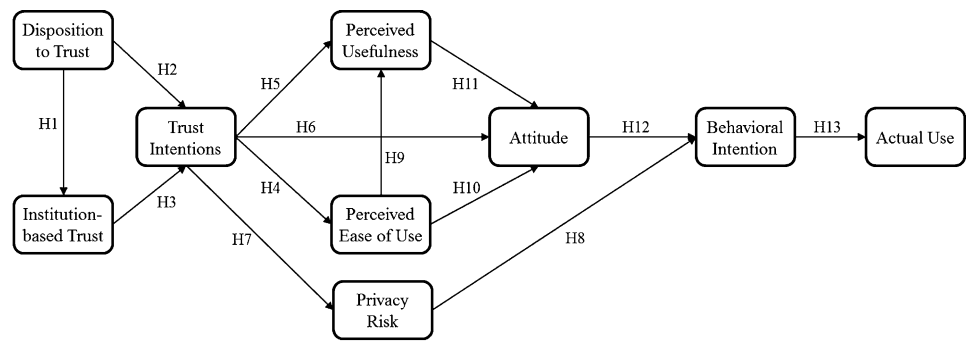 Disposition
to Trust
H1
Institution-
based Trust
H2
H3
Trust
Intentions
H5
H6
H4
H7
Perceived
Usefulness
H9
Perceived
Ease of Use
Privacy
Risk
H11
H10
H8
Attitude
H12
Behavioral
Intention
H13
Actual Use